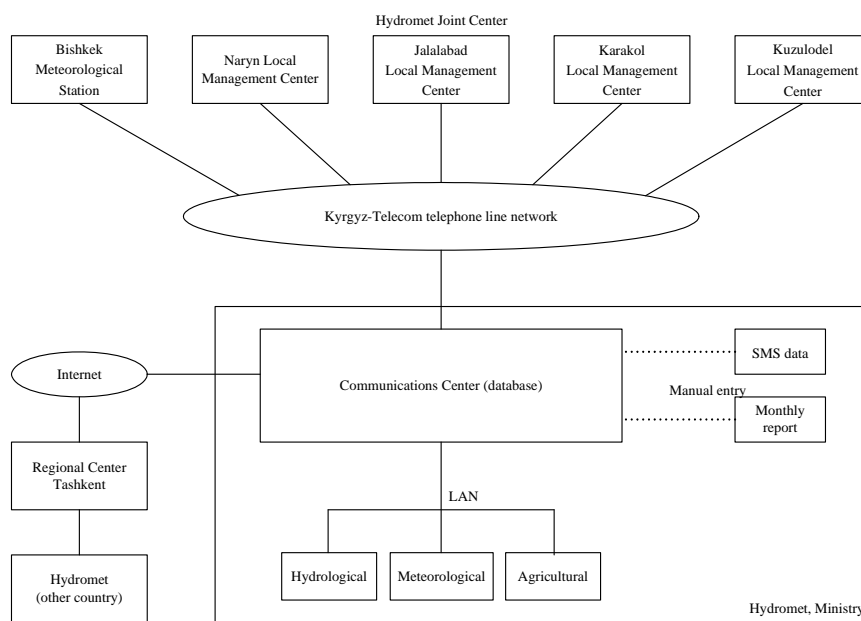 Hydromet Joint Center
Bishkek
Meteorological
Station
Naryn Local
Management Center
Jalalabad
Local Management
Center
Karakol
Local Management
Center
Kuzulodel
Local Management
Center
Kyrgyz-Telecom telephone line network
Internet
Communications Center (database)
SMS data
Manual entry
Monthly
report
Regional Center
Tashkent
LAN
Hydromet
(other country)
Hydrological
Meteorological
Agricultural
Hydromet, Ministry